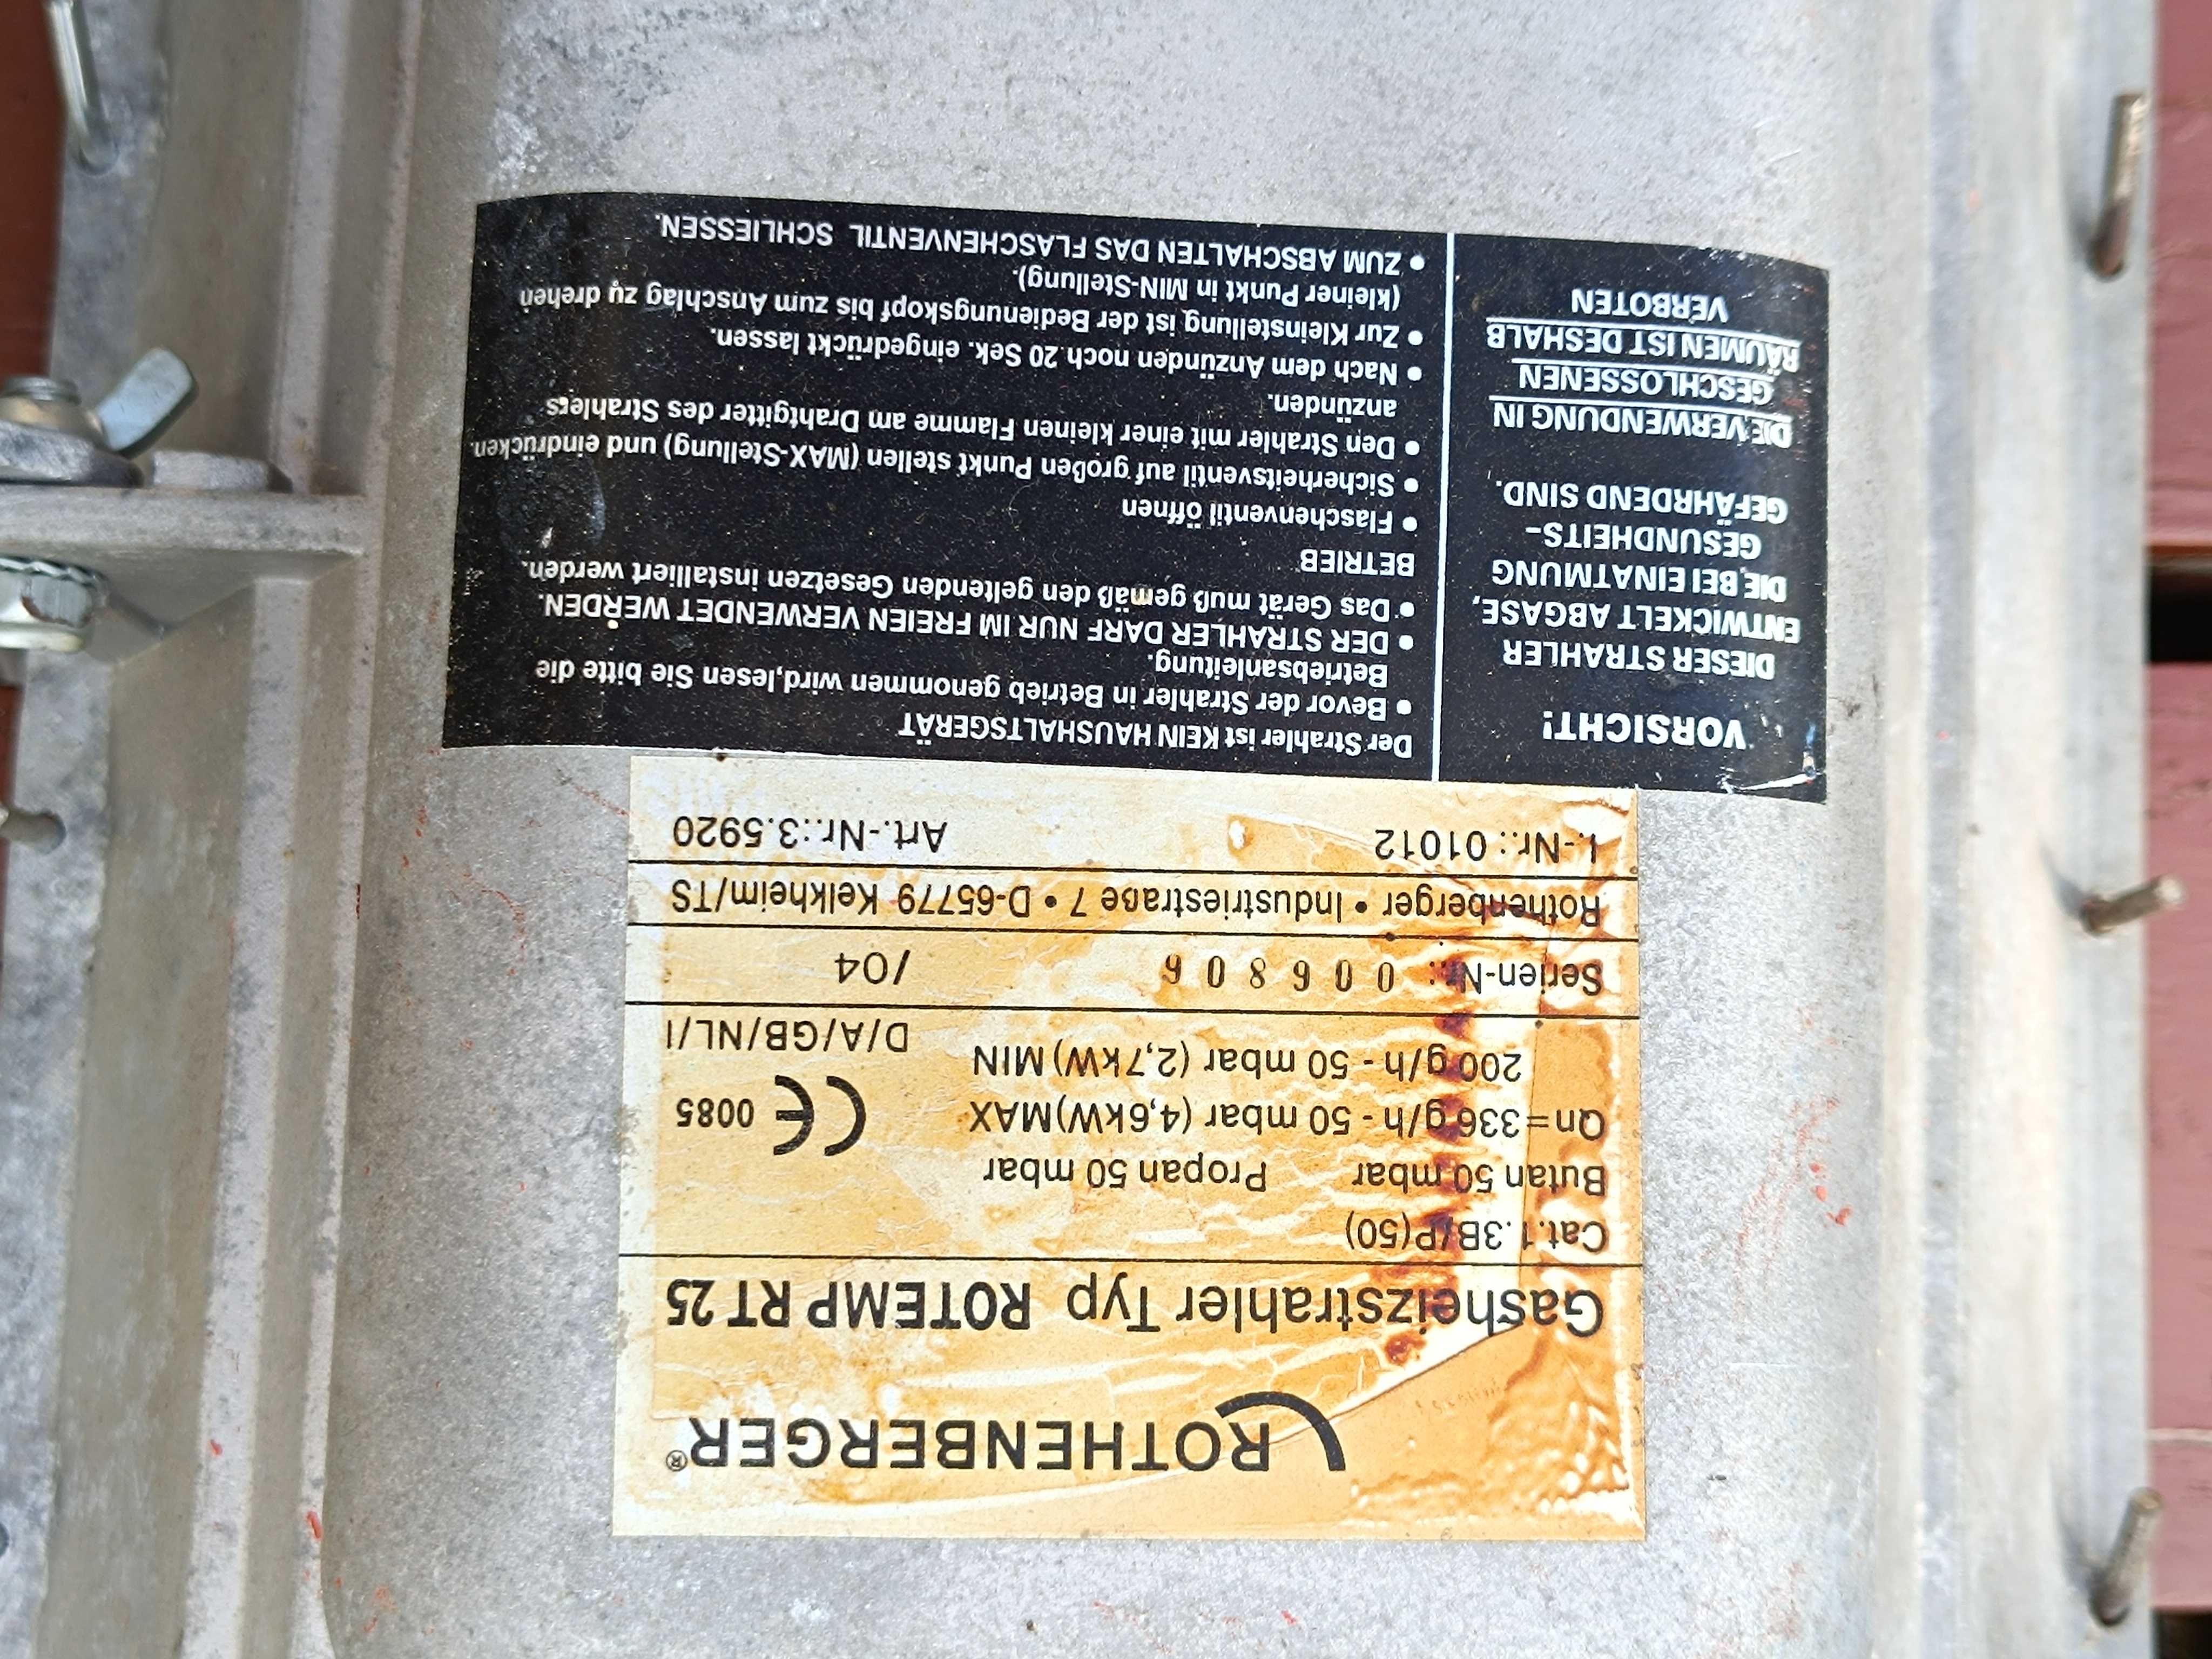 ROTHENBERGER®
Gasheizstrahler Typ ROTEMP RT 25
Cat.1.3B/P(50)
Butan 50 mbar Propan 50 mbar
Qn=336 g/h - 50 mbar (4,6kW)MAX
200 g/h - 50 mbar (2,7kW)MIN
CE 0085
D/A/GB/NL/I
Serien-Nr.: 006806 /04
Rothenberger • Industriestraße 7 • D-65779 Kelkheim/TS
I.-Nr.: 01012 Art.-Nr.:3.5920
VORSICHT!
DIESER STRAHLER
ENTWICKELT ABGASE,
DIE BEI EINATMUNG
GESUNDHEITS-
GEFÄHRDEND SIND.
DIE VERWENDUNG IN
GESCHLOSSENEN
RÄUMEN IST DESHALB
VERBOTEN
Der Strahler ist KEIN HAUSHALTSGERÄT
• Bevor der Strahler in Betrieb genommen wird,lesen Sie bitte die
Betriebsanleitung.
• DER STRAHLER DARF NUR IM FREIEN VERWENDET WERDEN.
• Das Gerät muß gemäß den geltenden Gesetzen installiert werden.
BETRIEB
• Flaschenventil öffnen
• Sicherheitsventil auf großen Punkt stellen (MAX-Stellung) und eindrücken.
• Den Strahler mit einer kleinen Flamme am Drahtgitter des Strahlers
anzünden.
• Nach dem Anzünden noch 20 Sek. eingedrückt lassen.
• Zur Kleinstellung ist der Bedienungskopf bis zum Anschlag zu drehen
(kleiner Punkt in MIN-Stellung).
• ZUM ABSCHALTEN DAS FLASCHENVENTIL SCHLIESSEN.